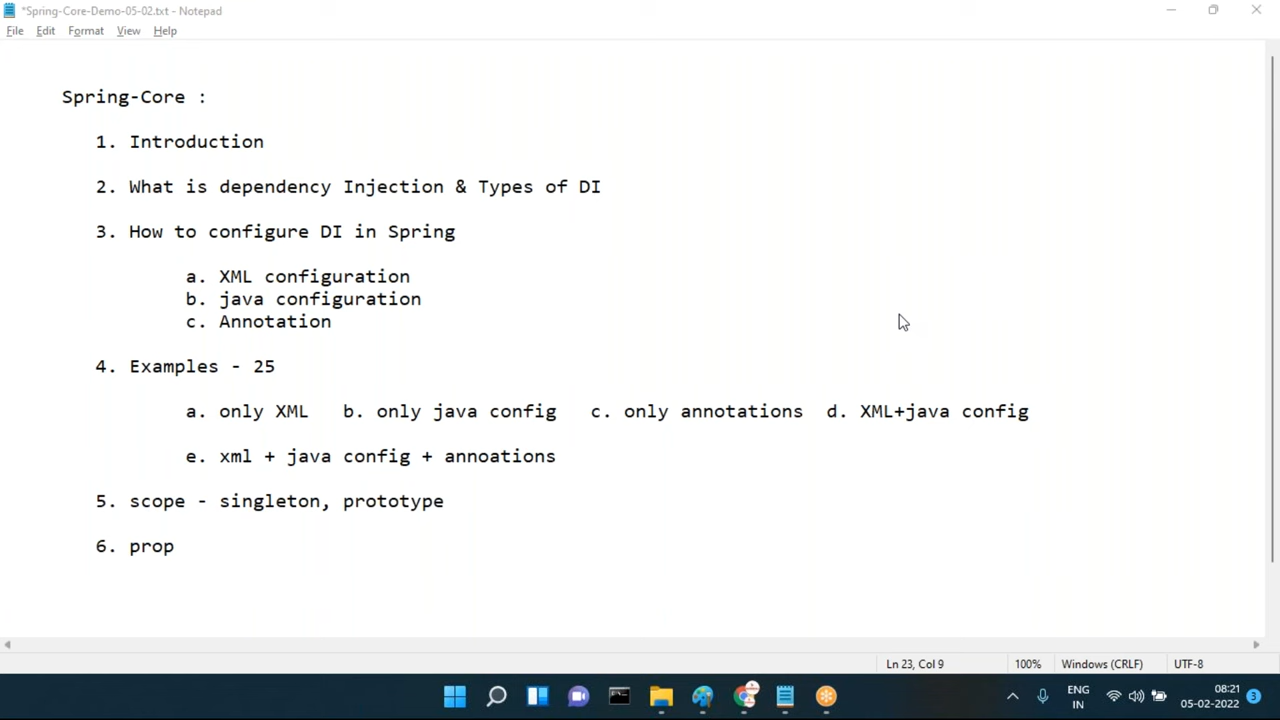 *Spring-Core-Demo-05-02.txt - Notepad
File Edit Format View Help
Spring-Core :
1. Introduction
2. What is dependency Injection & Types of DI
3. How to configure DI in Spring
a. XML configuration
b. java configuration
c. Annotation
4. Examples - 25
a. only XML b. only java config c. only annotations d. XML+java config
e. xml + java config + annoations
5. scope - singleton, prototype
6. prop
Ln 23, Col 9 100% Windows (CRLF) UTF-8
ENG IN 08:21 05-02-2022 3